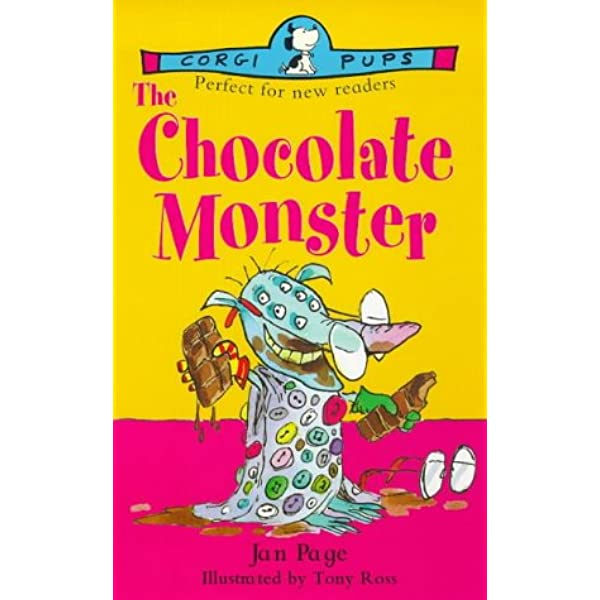 CORGI PUPS
Perfect for new readers
The
Chocolate
Monster
Jan Page
Illustrated by Tony Ross